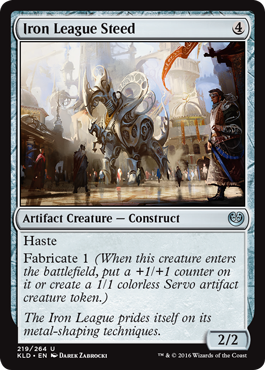 Iron League Steed 4
Artifact Creature — Construct
Haste
Fabricate 1 (When this creature enters
the battlefield, put a +1/+1 counter on
it or create a 1/1 colorless Servo artifact
creature token.)
The Iron League prides itself on its
metal-shaping techniques.
2/2
219/264 U
KLD • EN DAREK ZABROCKI
™ & © 2016 Wizards of the Coast